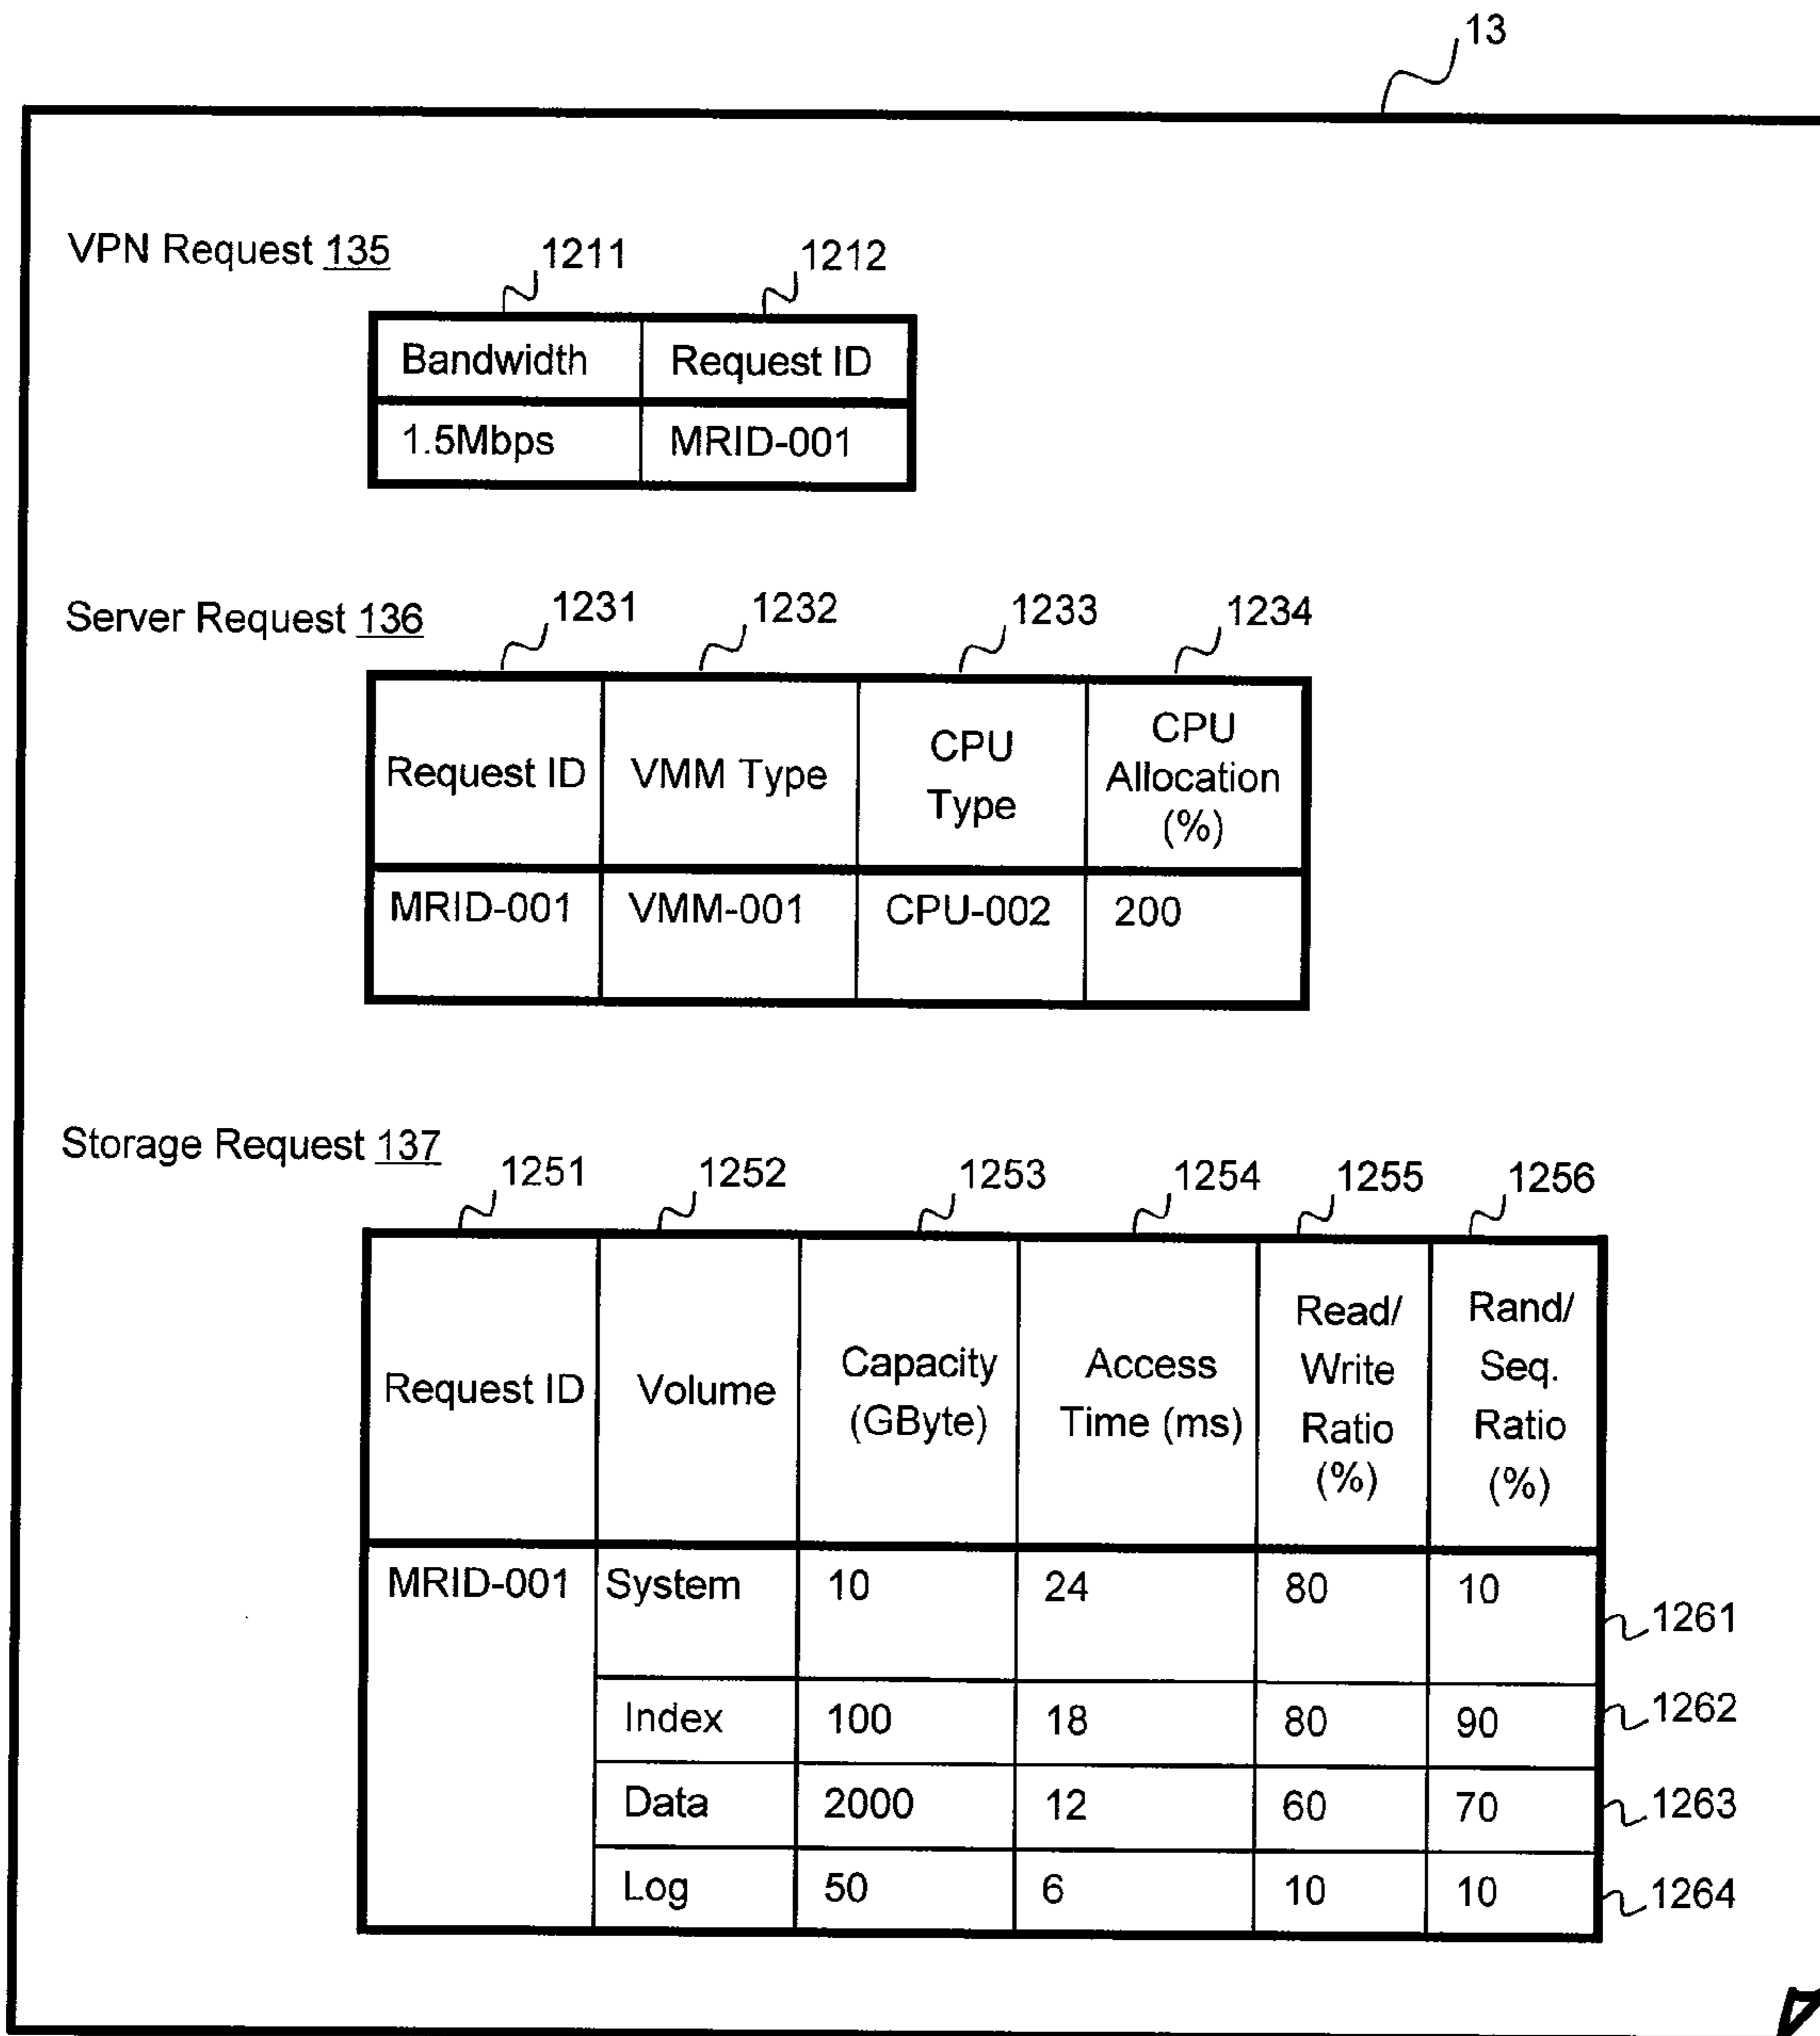 13
VPN Request 135
1211
1212
Bandwidth
Request ID
1.5Mbps
MRID-001
Server Request 136
1231
1232
1233
1234
Request ID
VMM Type
CPU
Type
CPU
Allocation
(%)
MRID-001
VMM-001
CPU-002
200
Storage Request 137
1251
1252
1253
1254
1255
1256
Request ID
Volume
Capacity
(GByte)
Access
Time (ms)
Read/
Write
Ratio
(%)
Rand/
Seq.
Ratio
(%)
MRID-001
System
10
24
80
10
1261
Index
100
18
80
90
1262
Data
2000
12
60
70
1263
Log
50
6
10
10
1264